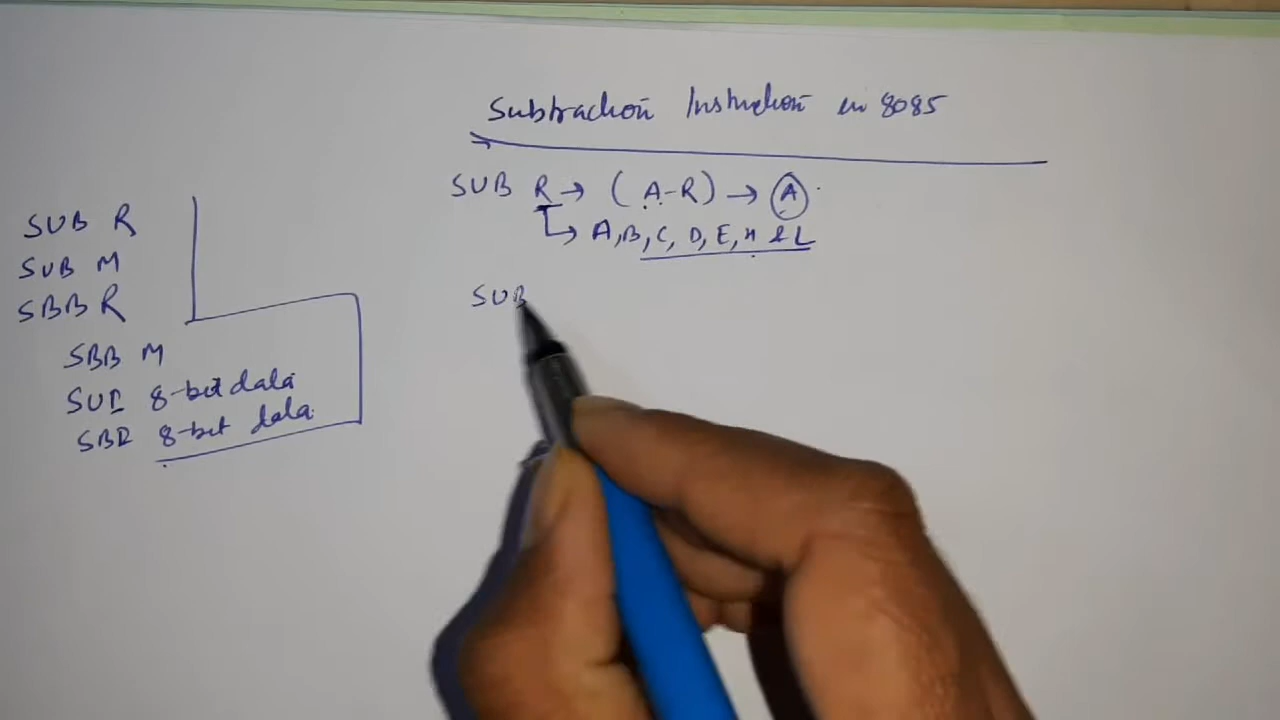 Subtraction Instruction in 8085
SUB R → (A-R) → A
→ A, B, C, D, E, H & L
SUB
SUB R
SUB M
SBB R
SBB M
SUI 8-bit data
SBI 8-bit data